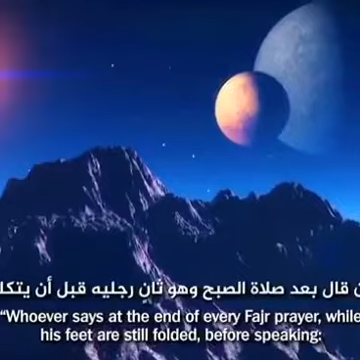 قال بعد صلاة الصبح وهو ثانٍ رجليه قبل أن
“Whoever says at the end of every Fajr prayer, while
his feet are still folded, before speaking: